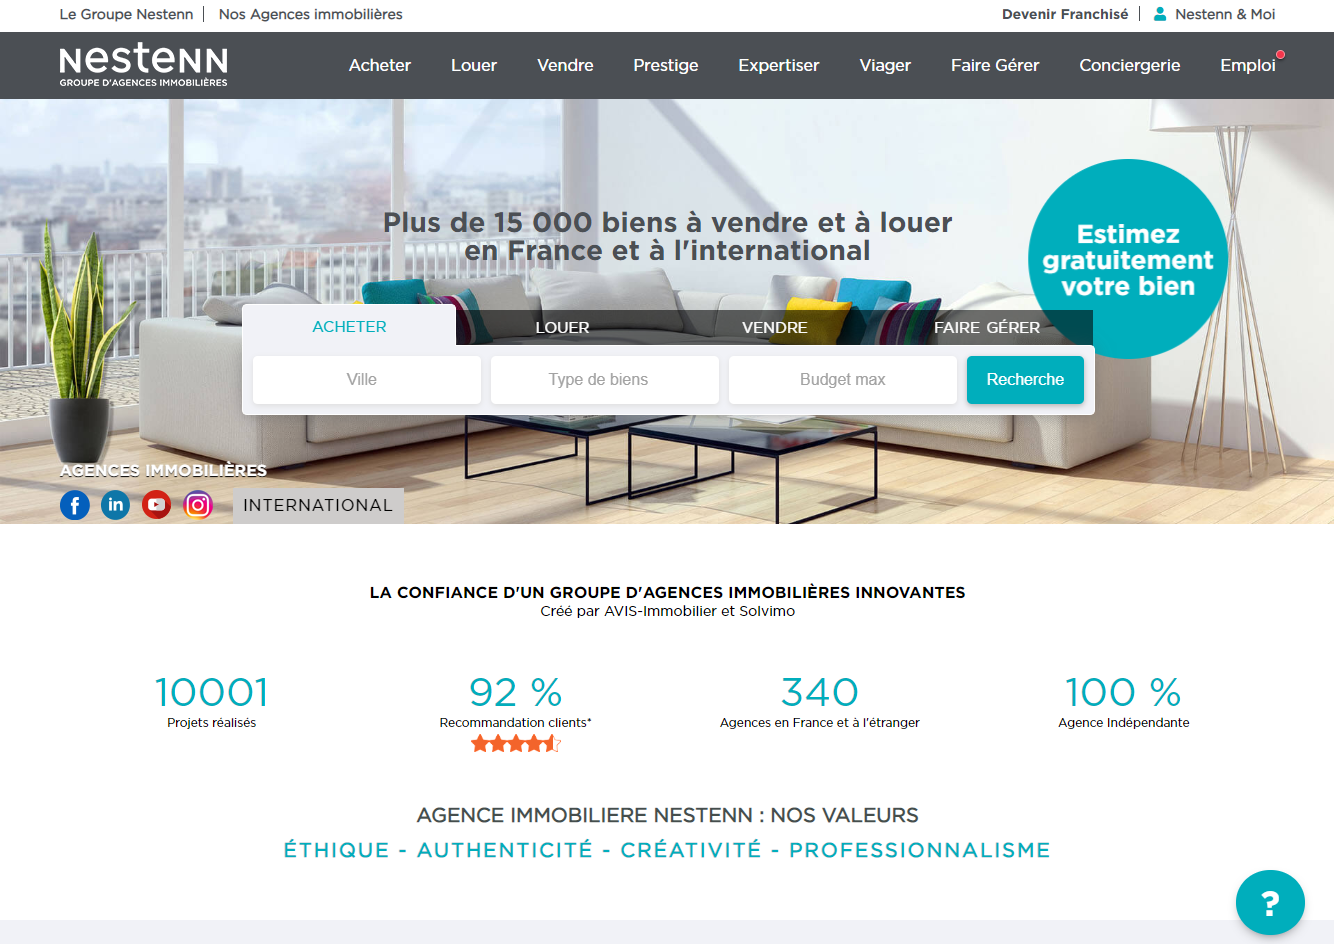 Le Groupe Nestenn
Nos Agences immobilières
Devenir Franchisé
Nestenn & Moi
Nestenn
GROUPE D'AGENCES IMMOBILIÈRES
Acheter
Louer
Vendre
Prestige
Expertiser
Viager
Faire Gérer
Conciergerie
Emploi
Plus de 15 000 biens à vendre et à louer
en France et à l'international
Estimez
gratuitement
votre bien
ACHETER
LOUER
VENDRE
FAIRE GÉRER
Ville
Type de biens
Budget max
Recherche
AGENCES IMMOBILIÈRES
f
in
INTERNATIONAL
LA CONFIANCE D'UN GROUPE D'AGENCES IMMOBILIÈRES INNOVANTES
Créé par AVIS-Immobilier et Solvimo
10001
Projets réalisés
92 %
Recommandation clients*
340
Agences en France et à l'étranger
100 %
Agence Indépendante
AGENCE IMMOBILIERE NESTENN : NOS VALEURS
ÉTHIQUE - AUTHENTICITÉ - CRÉATIVITÉ - PROFESSIONNALISME
?